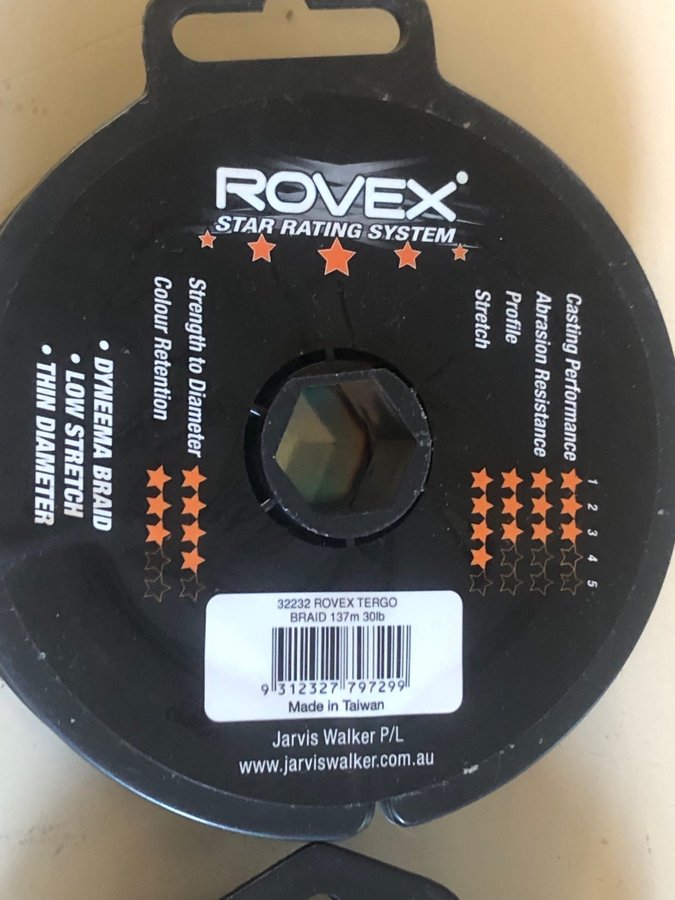 ROVEX
STAR RATING SYSTEM
Strength to Diameter
Colour Retention
• DYNEEMA BRAID
• LOW STRETCH
• THIN DIAMETER
Casting Performance
Abrasion Resistance
Profile
Stretch
1 2 3 4 5
32232 ROVEX TERGO
BRAID 137m 30lb
9 312327 797299
Made in Taiwan
Jarvis Walker P/L
www.jarviswalker.com.au